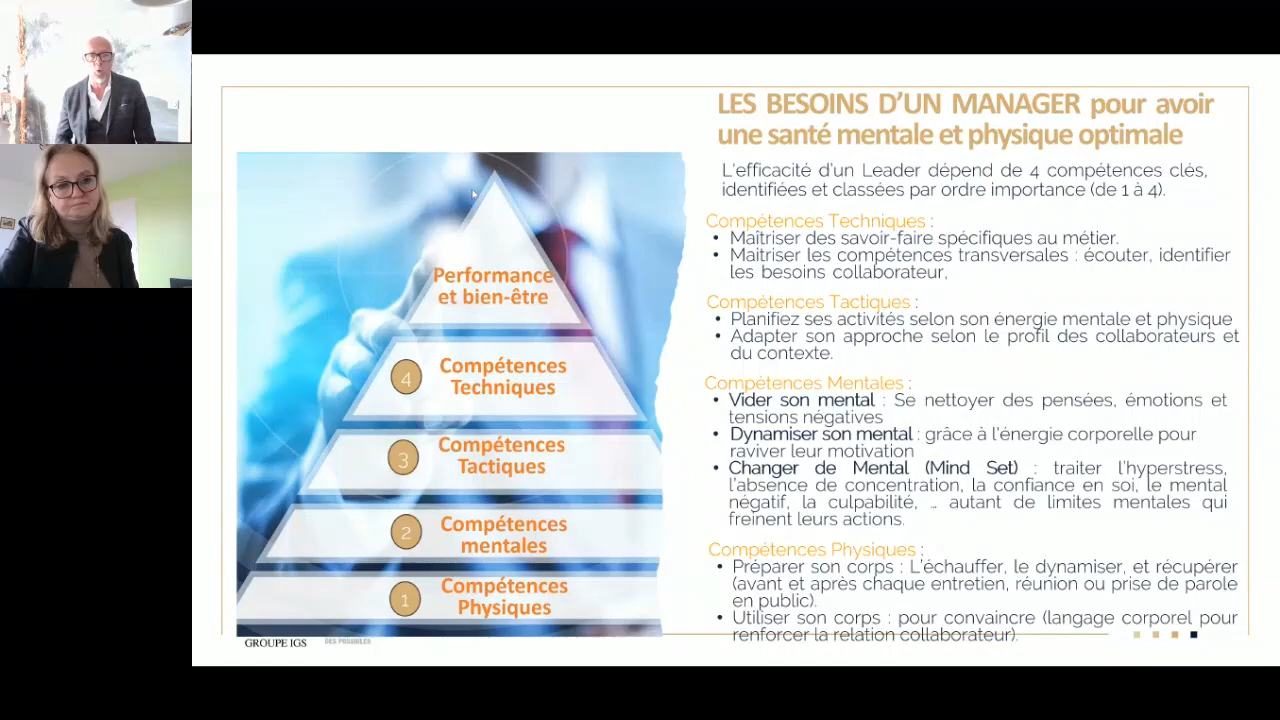 LES BESOINS D'UN MANAGER pour avoir
une santé mentale et physique optimale
L'efficacité d'un Leader dépend de 4 compétences clés,
identifiées et classées par ordre importance (de 1 à 4).
Compétences Techniques :
• Maîtriser des savoir-faire spécifiques au métier.
• Maitriser les compétences transversales : écouter, identifier
les besoins collaborateur,
Compétences Tactiques :
• Planifiez ses activités selon son énergie mentale et physique
• Adapter son approche selon le profil des collaborateurs et
du contexte.
Compétences Mentales :
• Vider son mental : Se nettoyer des pensées, émotions et
tensions négatives
• Dynamiser son mental : grâce à l'énergie corporelle pour
raviver leur motivation
• Changer de Mental (Mind Set) : traiter l'hyperstress,
l'absence de concentration, la confiance en soi, le mental
négatif, la culpabilité, … autant de limites mentales qui
freinent leurs actions.
Compétences Physiques :
• Préparer son corps : L'échauffer, le dynamiser, et récupérer
(avant et après chaque entretien, réunion ou prise de parole
en public).
• Utiliser son corps : pour convaincre (langage corporel pour
renforcer la relation collaborateur).
Performance
et bien-être
4
Compétences
Techniques
3
Compétences
Tactiques
2
Compétences
mentales
1
Compétences
Physiques
GROUPE IGS
DES POSSIBLES